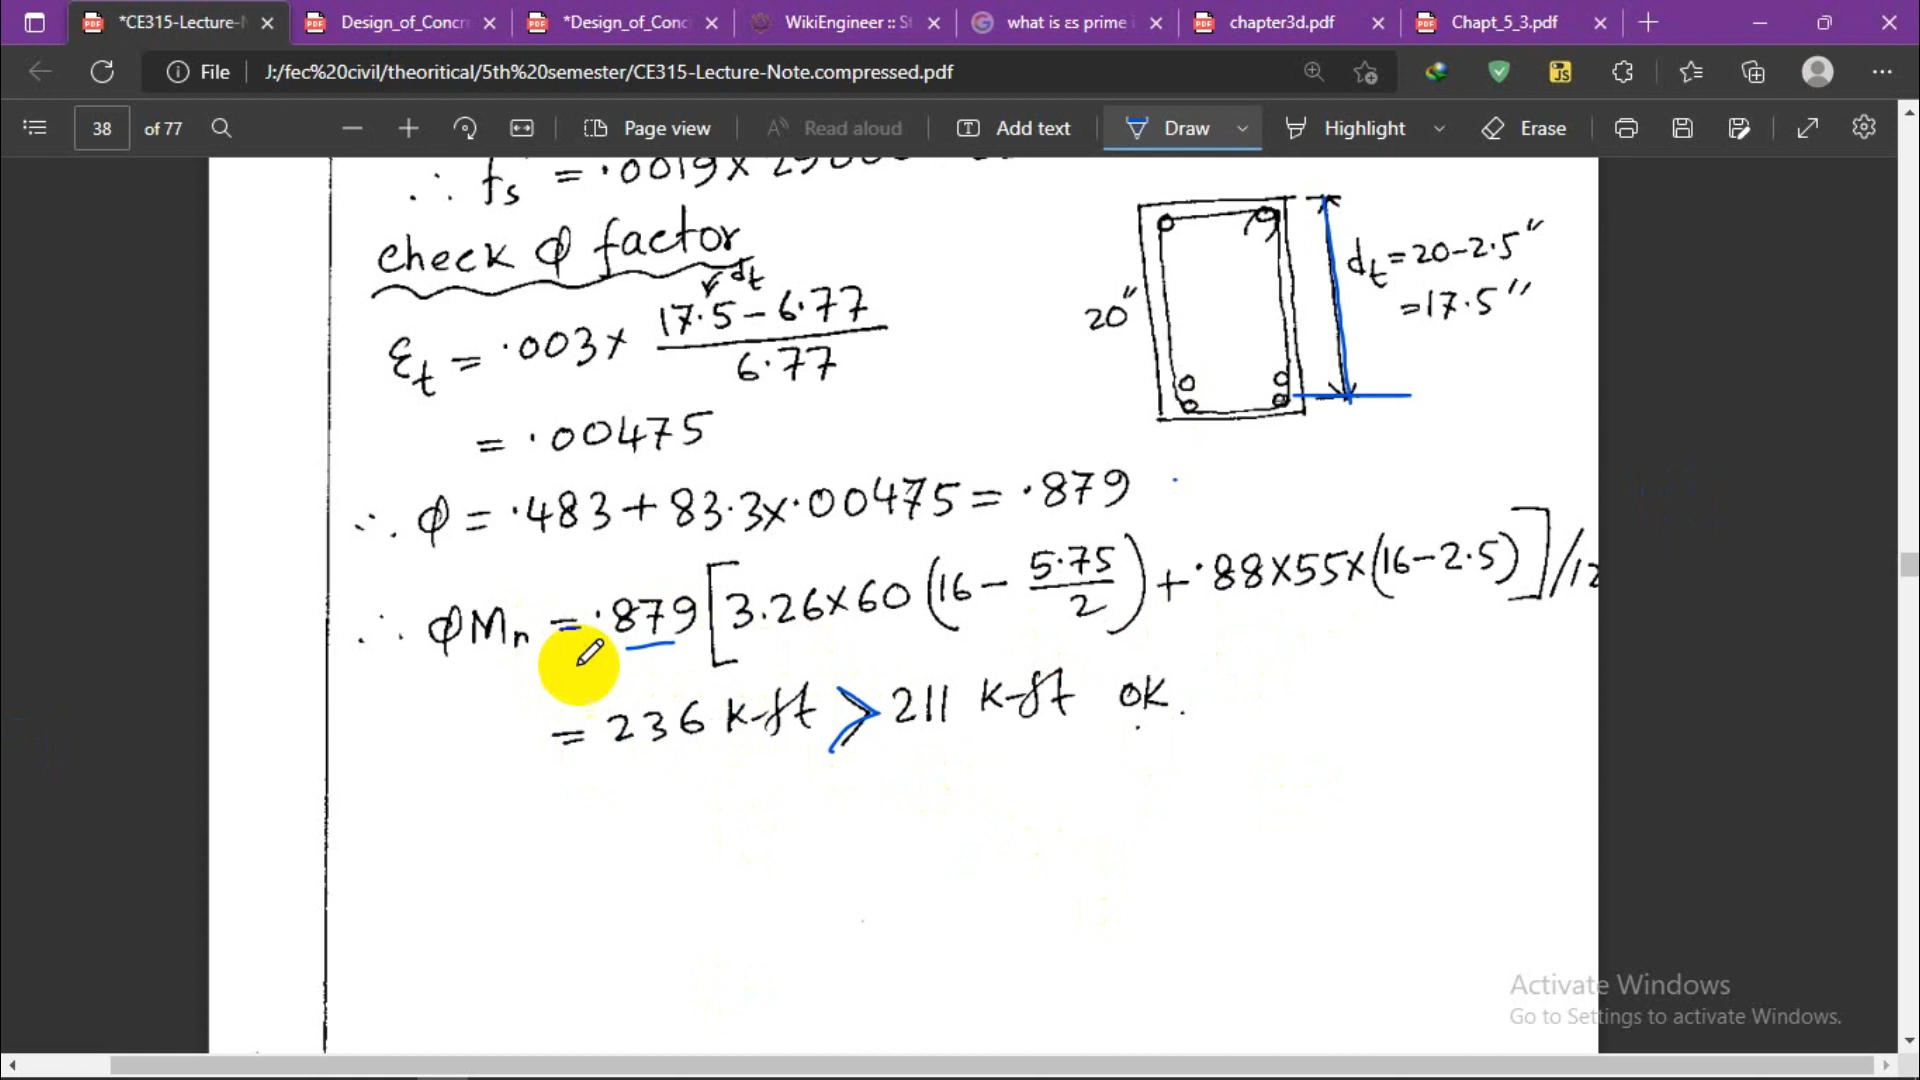 *CE315-Lecture-N
Design_of_Concre
*Design_of_Conc
WikiEngineer :: St
what is εs prime i
chapter3d.pdf
Chapt_5_3.pdf
File
J:/fec%20civil/theoritical/5th%20semester/CE315-Lecture-Note.compressed.pdf
38 of 77
Page view
Read aloud
Add text
Draw
Highlight
Erase
∴ fs' = .0019 x 29000
check φ factor
dt
εt = .003 x (17.5 - 6.77) / 6.77
= .00475
20"
dt = 20-2.5"
= 17.5"
∴ φ = .483 + 83.3x.00475 = .879
∴ φMn = .879 [3.26x60 (16 - 5.75/2) + .88x55x(16-2.5)] /12
= 236 k-ft > 211 k-ft OK.
Activate Windows
Go to Settings to activate Windows.